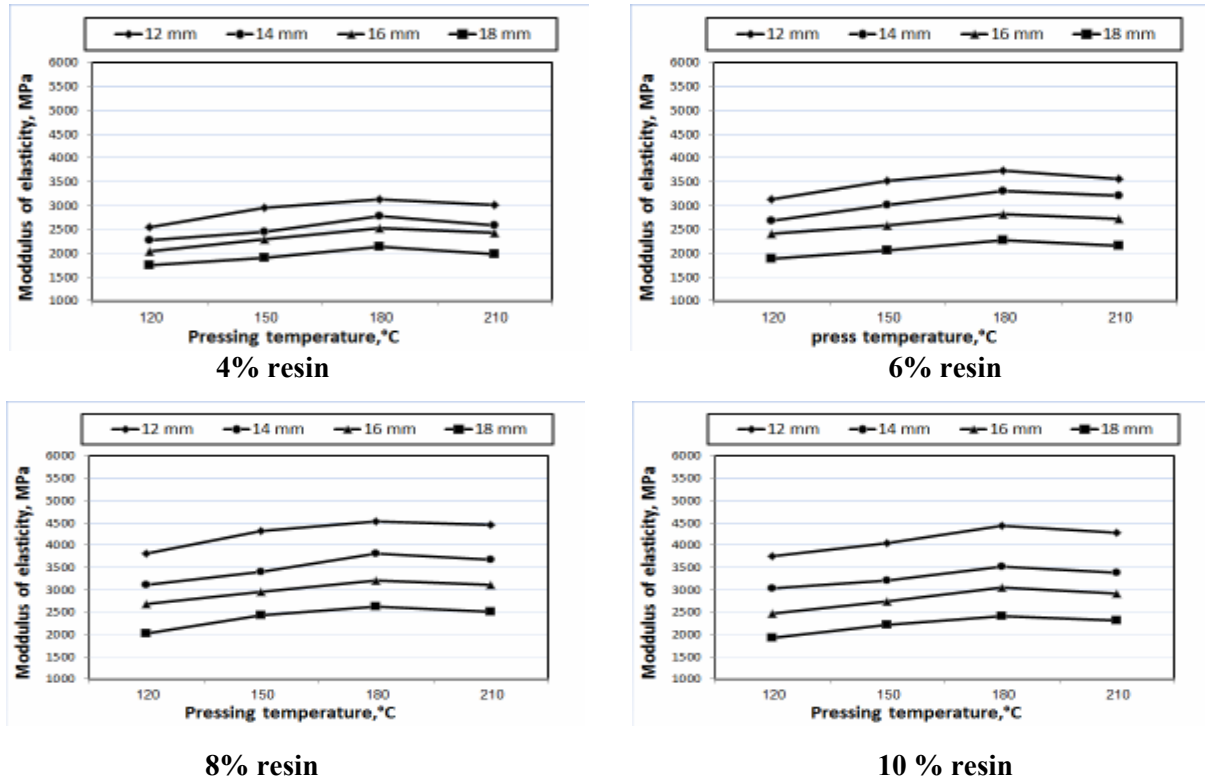 12 mm 14 mm 16 mm 18 mm
Moddulus of elasticity, MPa
6000
5500
5000
4500
4000
3500
3000
2500
2000
1500
1000
120 150 180 210
Pressing temperature,°C
4% resin
12 mm 14 mm 16 mm 18 mm
Moddulus of elasticity, MPa
6000
5500
5000
4500
4000
3500
3000
2500
2000
1500
1000
120 150 180 210
press temperature,°C
6% resin
12 mm 14 mm 16 mm 18 mm
Moddulus of elasticity, MPa
6000
5500
5000
4500
4000
3500
3000
2500
2000
1500
1000
120 150 180 210
Pressing temperature,°C
8% resin
12 mm 14 mm 16 mm 18 mm
Moddulus of elasticity, MPa
6000
5500
5000
4500
4000
3500
3000
2500
2000
1500
1000
120 150 180 210
Pressing temperature,°C
10 % resin